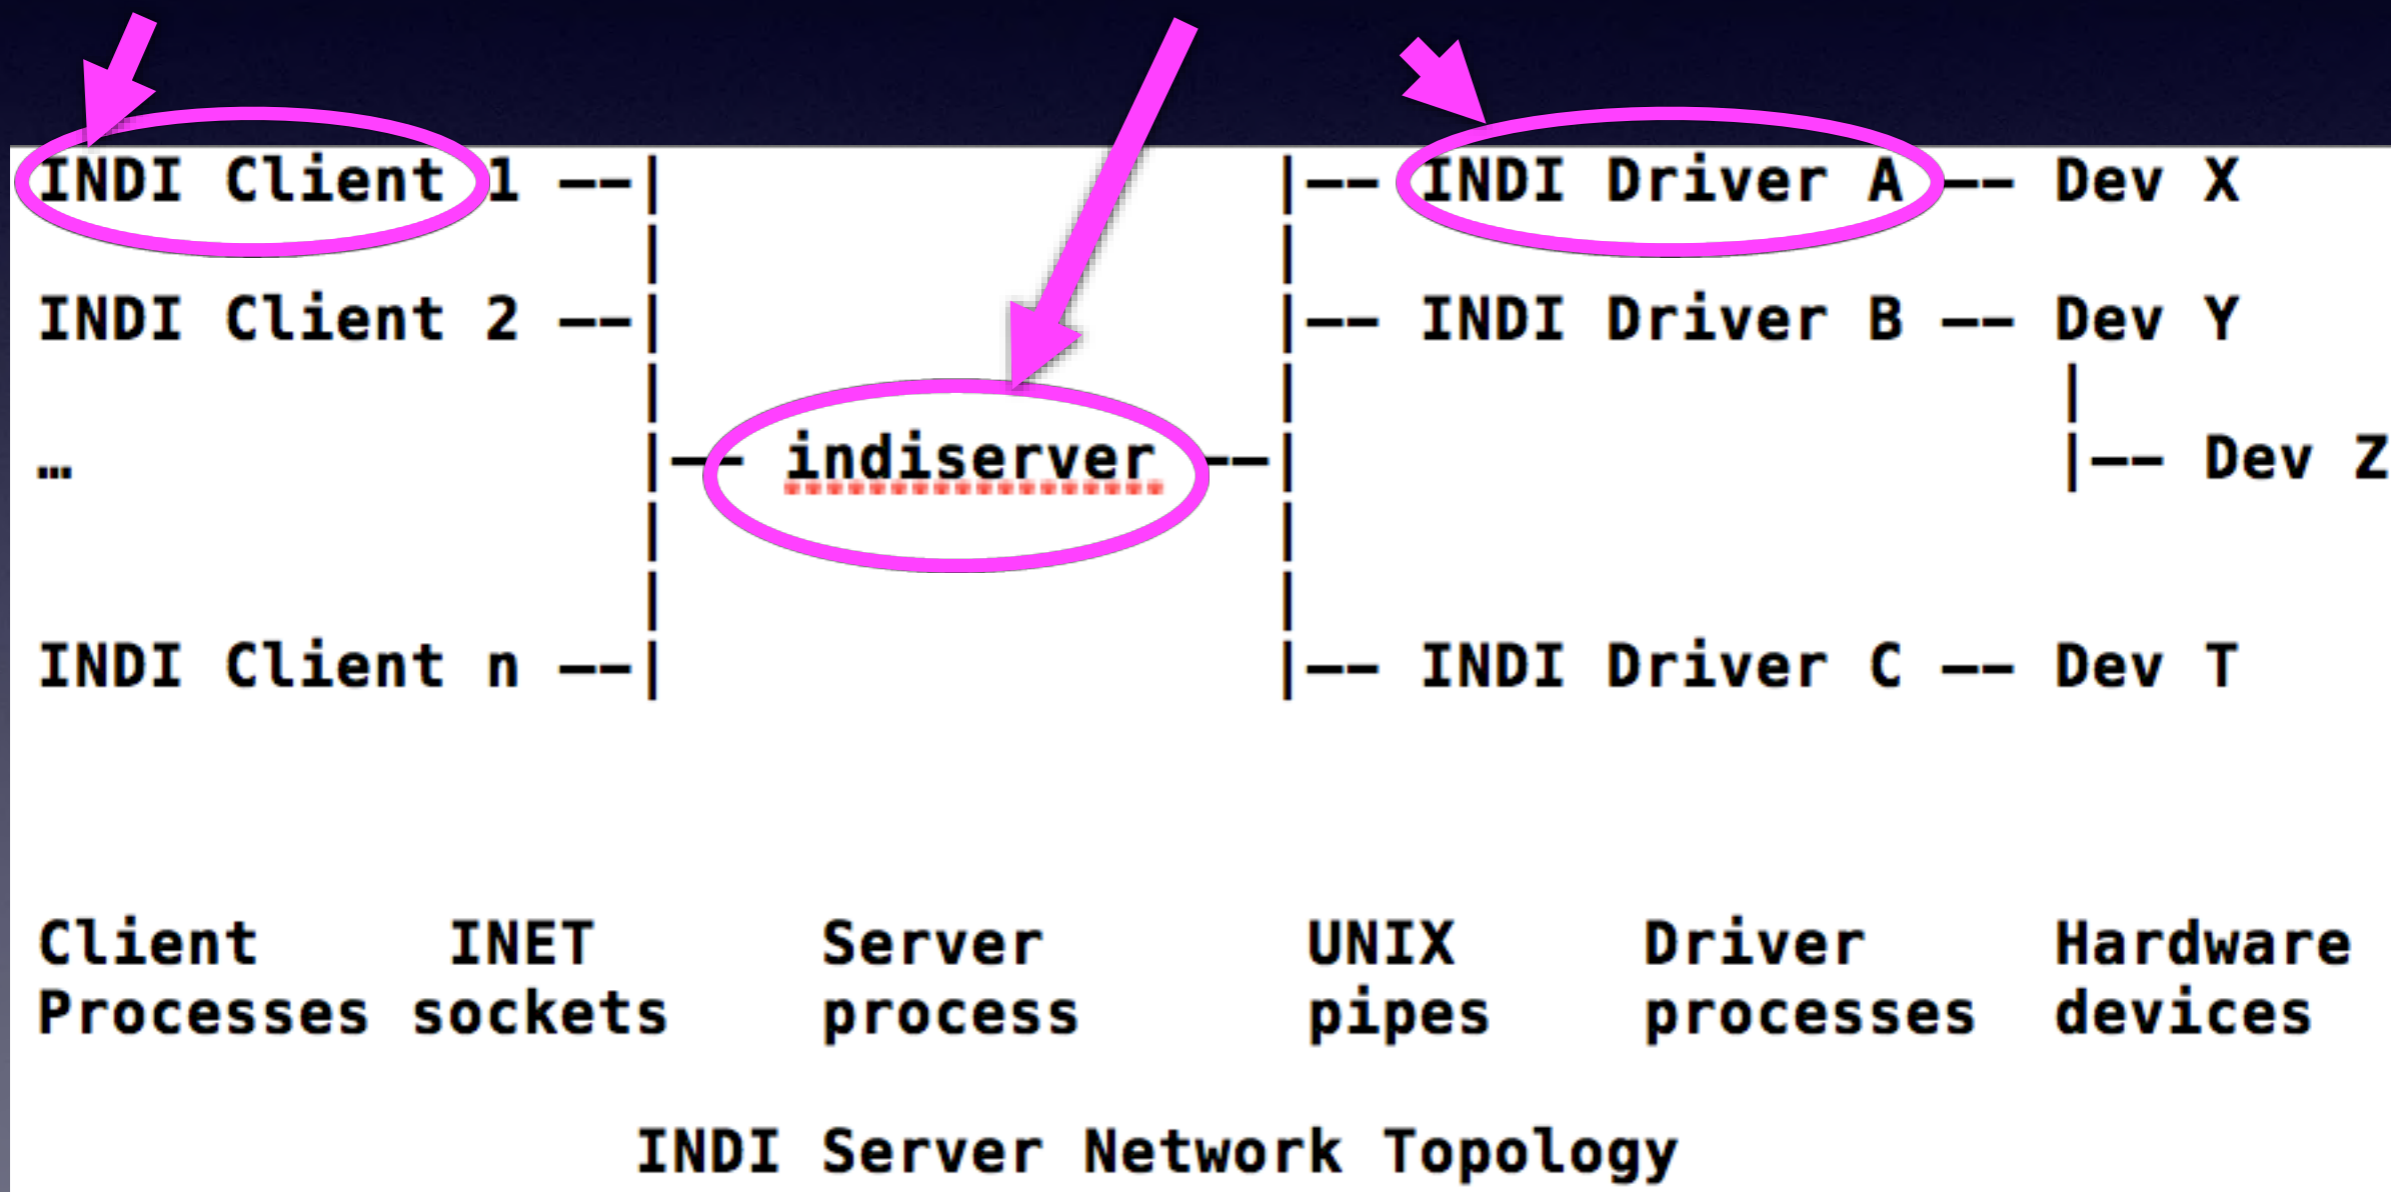 INDI Client 1 ––| |–– INDI Driver A –– Dev X
| |
INDI Client 2 ––| |–– INDI Driver B –– Dev Y
| | |
… |–– indiserver ––| |–– Dev Z
| |
| |
INDI Client n ––| |–– INDI Driver C –– Dev T
Client INET Server UNIX Driver Hardware
Processes sockets process pipes processes devices
INDI Server Network Topology